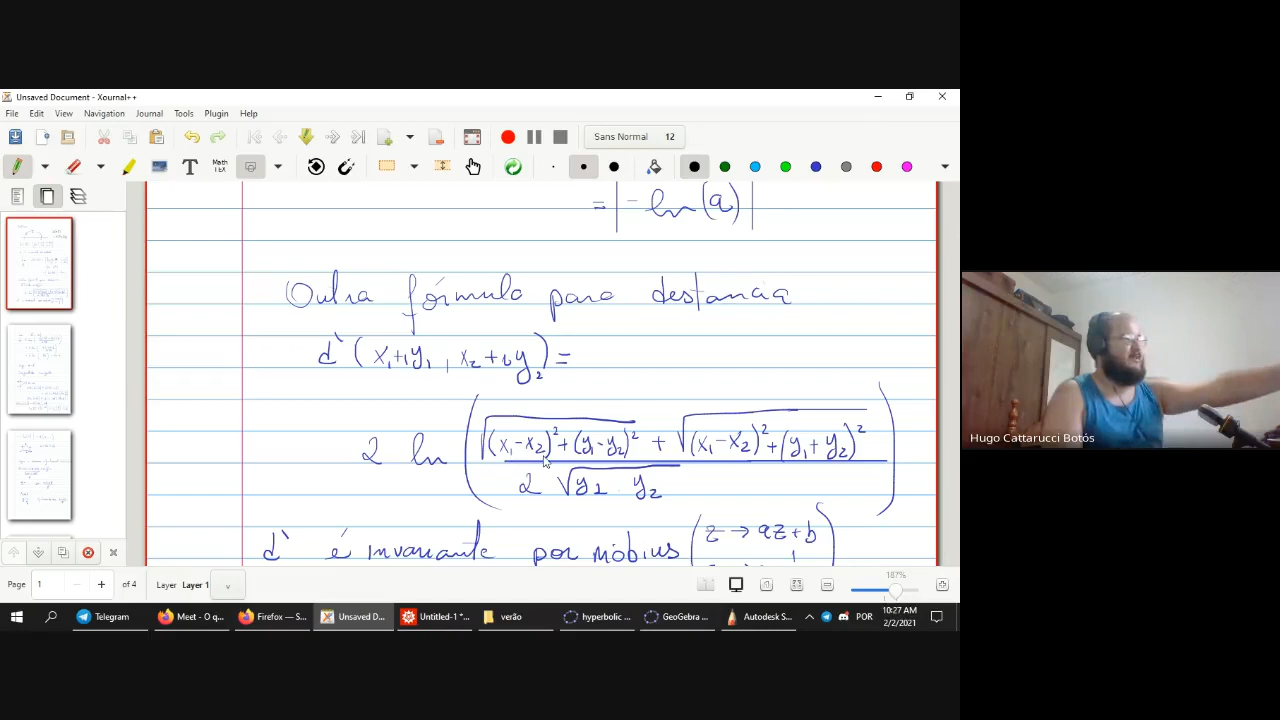 Unsaved Document - Xournal++
File Edit View Navigation Journal Tools Plugin Help
Sans Normal 12
= |- ln(a)|
Outra fórmula para distancia
d'(x₁+iy₁, x₂+iy₂) =
2 ln ( (√((x₁-x₂)²+(y₁-y₂)²) + √((x₁-x₂)²+(y₁+y₂)²)) / (2 √(y₁ y₂)) )
d' é invariante por möbius ( z → az+b
Hugo Cattarucci Botós
Page 1 of 4 Layer Layer 1 187%
Telegram Meet - O q... Firefox — S... Unsaved D... Untitled-1 *... verão hyperbolic ... GeoGebra ... Autodesk S... POR 10:27 AM
2/2/2021